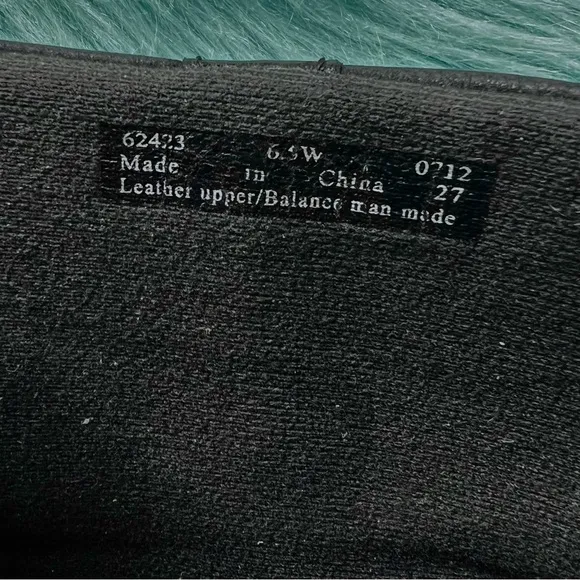 62423 6.5W 0712
Made in China 27
Leather upper/Balance man made